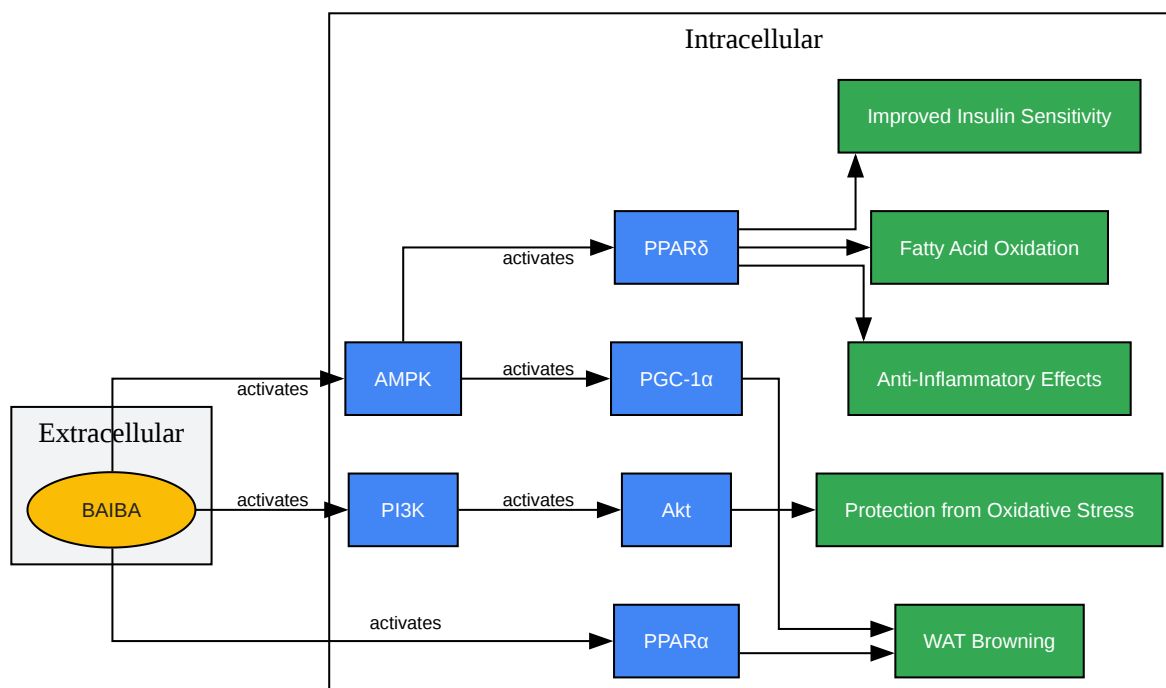 Intracellular
Improved Insulin Sensitivity
PPARδ
Fatty Acid Oxidation
activates
AMPK
activates
PGC-1α
Anti-Inflammatory Effects
activates
Extracellular
BAIBA
activates
PI3K
activates
Akt
Protection from Oxidative Stress
activates
PPARα
WAT Browning